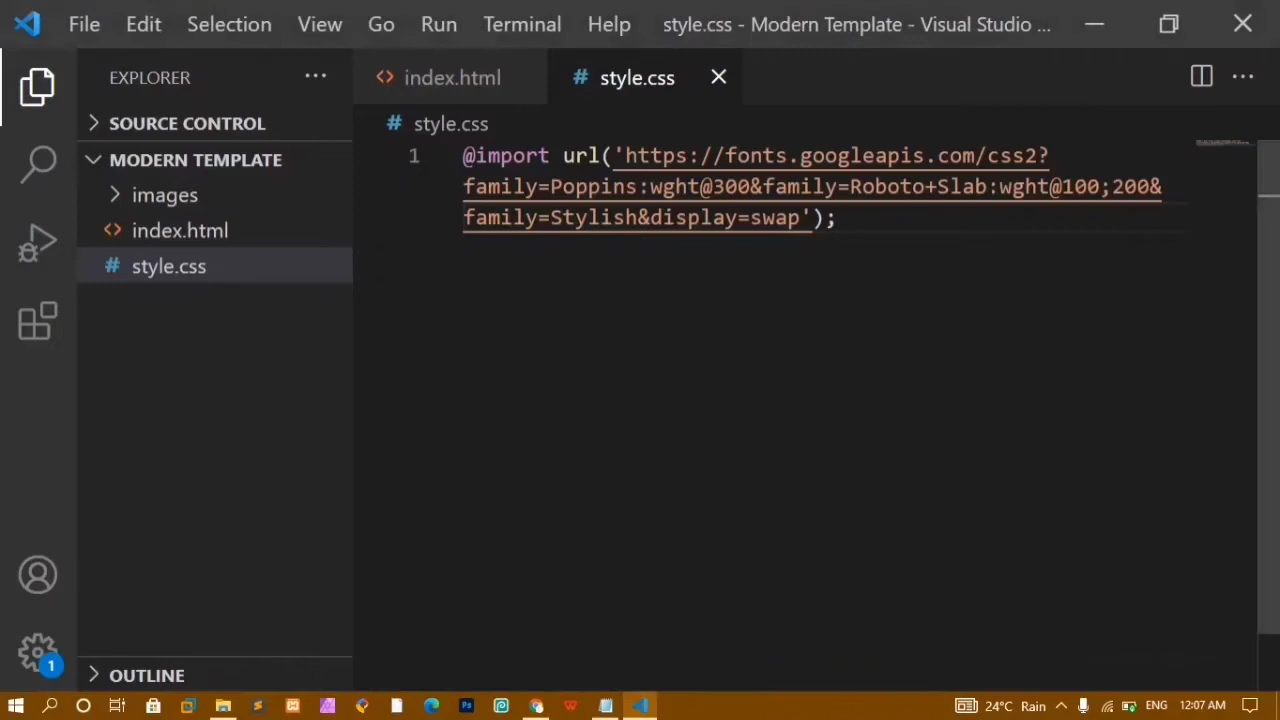 File Edit Selection View Go Run Terminal Help style.css - Modern Template - Visual Studio ...
EXPLORER
SOURCE CONTROL
MODERN TEMPLATE
images
index.html
style.css
OUTLINE
1
index.html # style.css
# style.css
1 @import url('https://fonts.googleapis.com/css2?
family=Poppins:wght@300&family=Roboto+Slab:wght@100;200&
family=Stylish&display=swap');
24°C Rain ENG 12:07 AM